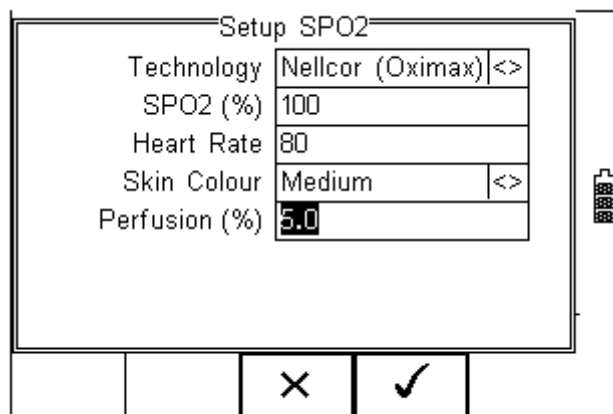 Setup SPO2
Technology Nellcor (Oximax) <>
SPO2 (%) 100
Heart Rate 80
Skin Colour Medium <>
Perfusion (%) 5.0